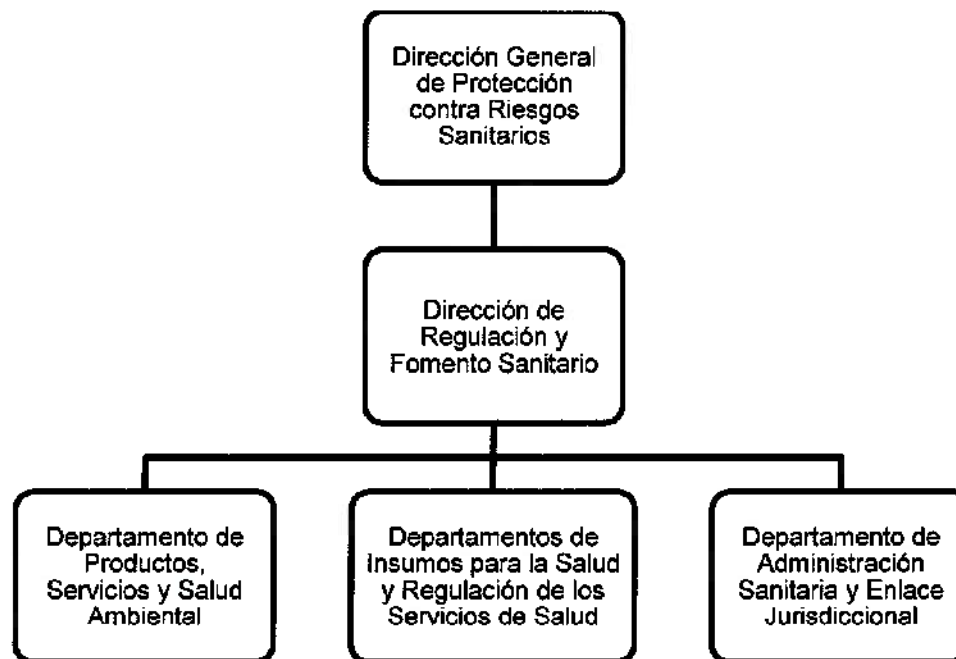 Dirección General
de Protección
contra Riesgos
Sanitarios
Dirección de
Regulación y
Fomento Sanitario
Departamento de
Productos,
Servicios y Salud
Ambiental
Departamentos de
Insumos para la Salud
y Regulación de los
Servicios de Salud
Departamento de
Administración
Sanitaria y Enlace
Jurisdiccional